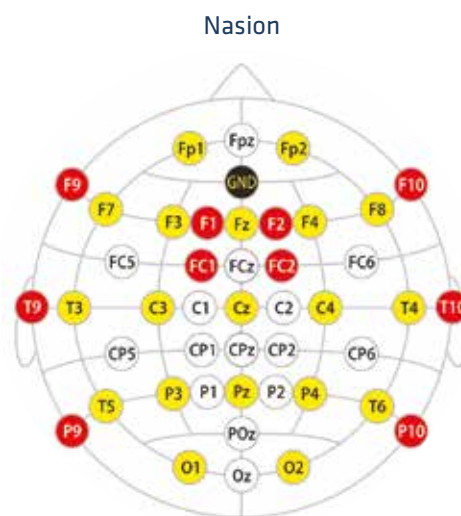 Nasion
Fp1 Fpz Fp2
GND
F9 F10
F7 F3 F1 Fz F2 F4 F8
FC5 FC1 FCz FC2 FC6
T9 T3 C3 C1 Cz C2 C4 T4 T10
CP5 CP1 CPz CP2 CP6
T5 P3 P1 Pz P2 P4 T6
P9 POz P10
O1 Oz O2